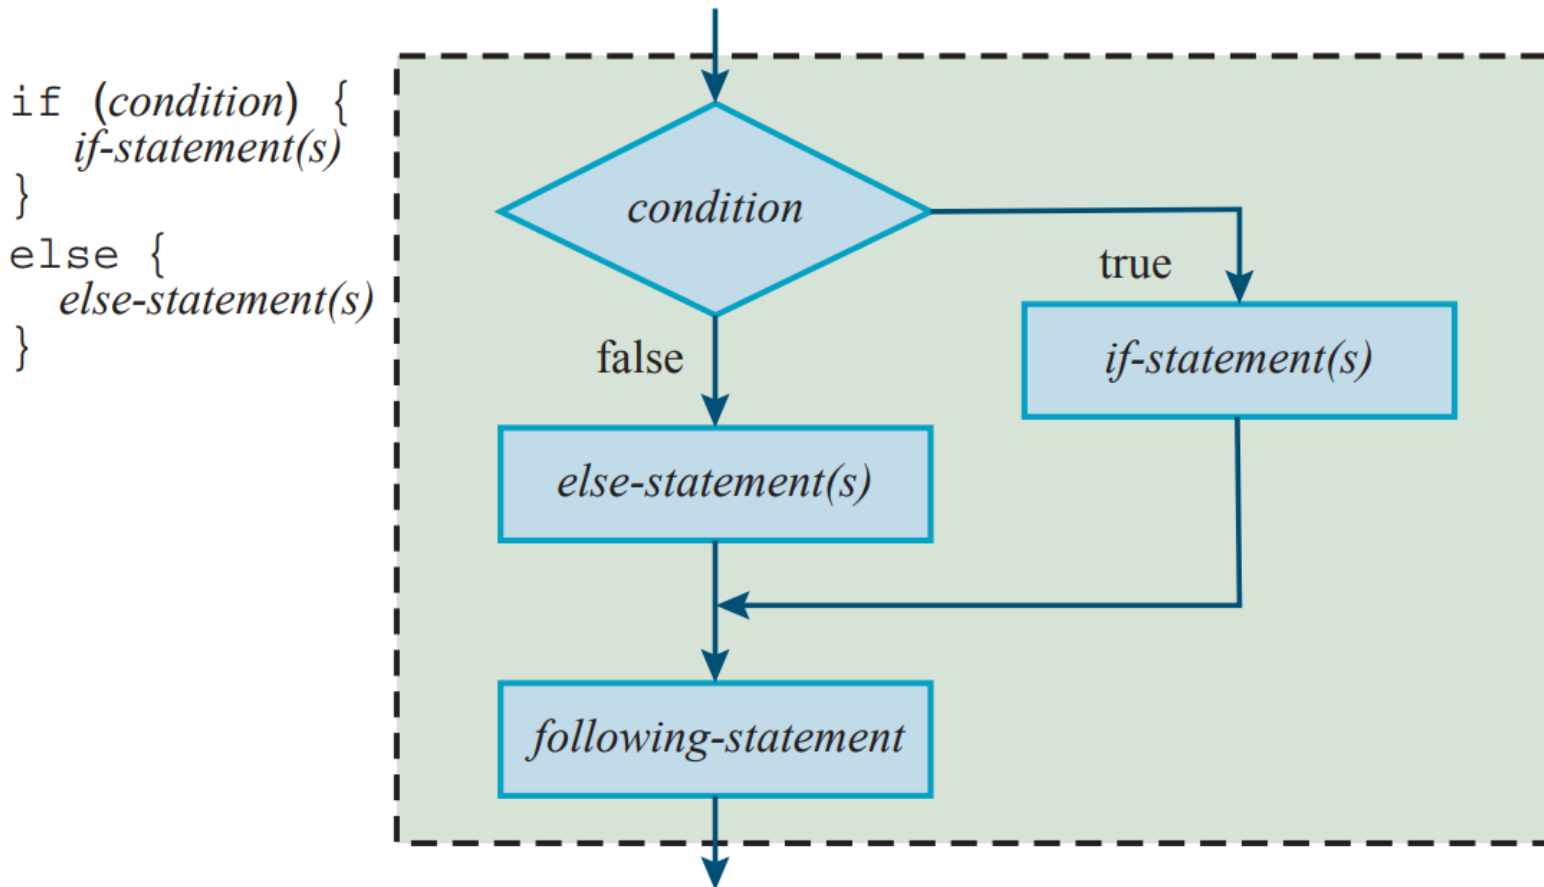 if (condition) {
if-statement(s)
}
else {
else-statement(s)
}
condition
true
false
if-statement(s)
else-statement(s)
following-statement